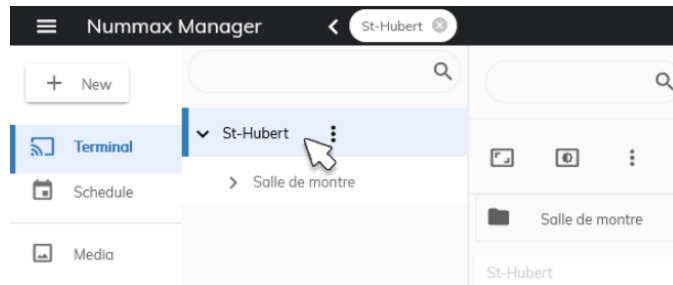 Nummax Manager
St-Hubert
New
Terminal
Schedule
Media
St-Hubert
Salle de montre
Salle de montre
St-Hubert